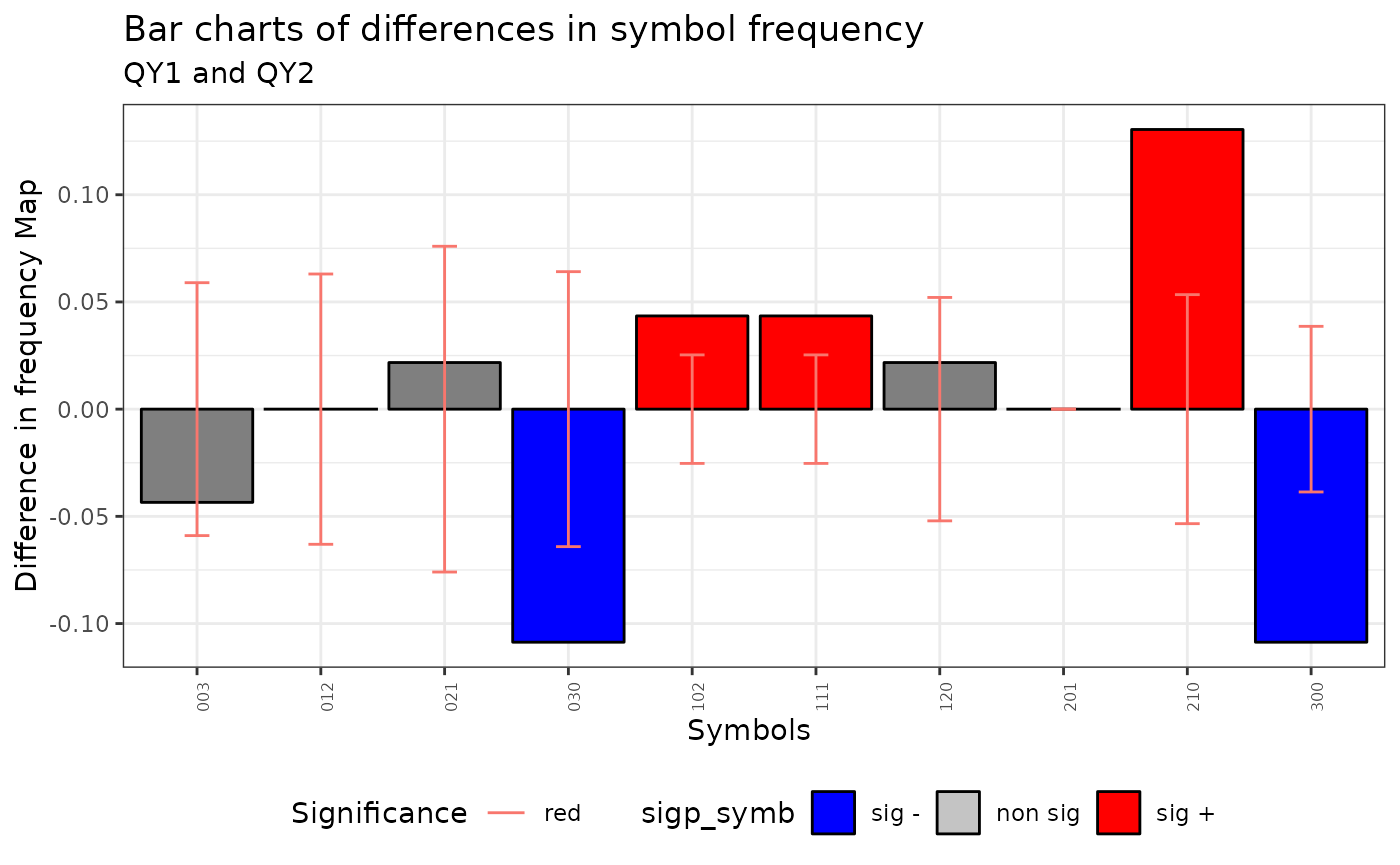 Bar charts of differences in symbol frequency
QY1 and QY2
Difference in frequency Map
0.10
0.05
0.00
-0.05
-0.10
003 012 021 030 102 111 120 201 210 300
Symbols
Significance red sigp_symb sig - non sig sig +